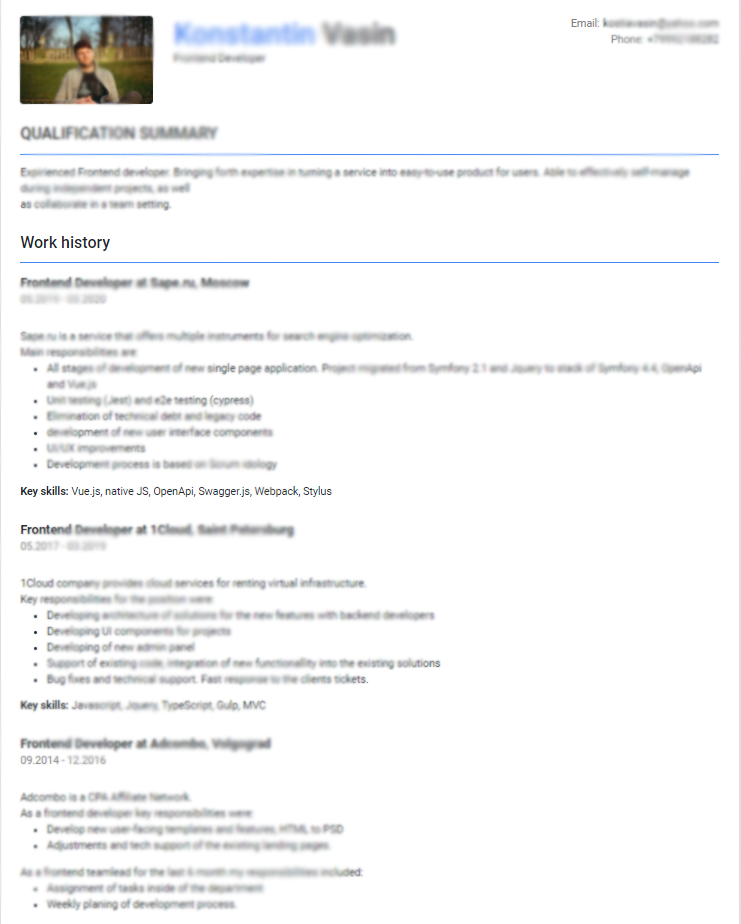 Konstantin Vasin
Frontend Developer
Email:
Phone:
QUALIFICATION SUMMARY
Expirienced Frontend developer. Bringing forth expertise in turning a service into easy-to-use product for users. Able to effectively self-manage
during independent projects, as well
as collaborate in a team setting.
Work history
Frontend Developer at Sape.ru, Moscow
Sape.ru is a service that offers multiple instruments for search engine optimization.
Main responsibilities are:
All stages of development of new single page application. Project migrated from Symfony 2.1 and Jquery to stack of Symfony 4.4, OpenApi
and Vue.js
Unit testing (Jest) and e2e testing (cypress)
Elimination of technical debt and legacy code
development of new user interface components
UI/UX improvements
Development process is based on Scrum
Key skills: Vue.js, native JS, OpenApi, Swagger.js, Webpack, Stylus
Frontend Developer at 1Cloud, Saint Petersburg
05.2017 - 03.2019
1Cloud company provides cloud services for renting virtual infrastructure.
Key responsibilities for the position were:
Developing architecture of solutions for the new features with backend developers
Developing UI components for projects
Developing of new admin panel
Support of existing code, integration of new functionallity into the existing solutions
Bug fixes and technical support. Fast response to the clients tickets.
Key skills: Javascript, Jquery, TypeScript, Gulp, MVC
Frontend Developer at Adcombo, Volgograd
09.2014 - 12.2016
Adcombo is a CPA Affiliate Network.
As a frontend developer key responsibilities were:
Develop new user-facing templates and features, HTML to PSD
Adjustments and tech support of the existing landing pages.
As a frontend teamlead for the last 6 month my responsibilities included:
Assignment of tasks inside of the department
Weekly planing of development process.